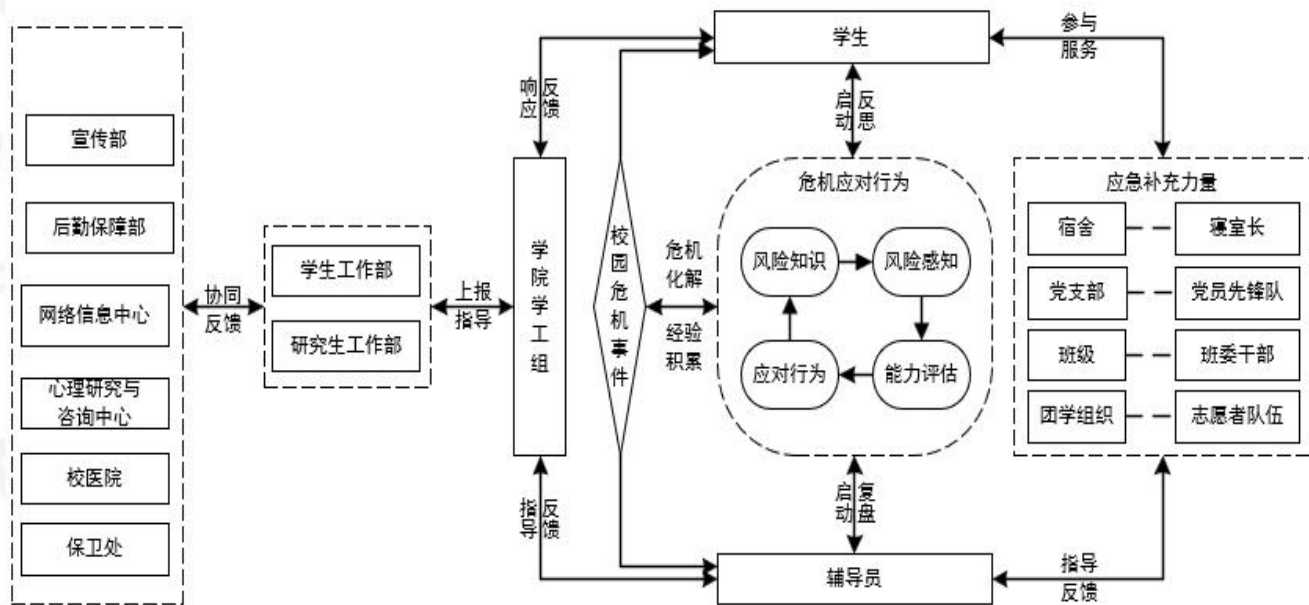 宣传部
后勤保障部
网络信息中心
心理研究与
咨询中心
校医院
保卫处
协同
反馈
学生工作部
研究生工作部
上报
指导
学院学工组
响应
反馈
指导
反馈
校园危机事件
学生
启动
反思
危机
化解
经验
积累
危机应对行为
风险知识
风险感知
应对行为
能力评估
启动
复盘
辅导员
参与
服务
应急补充力量
宿舍
寝室长
党支部
党员先锋队
班级
班委干部
团学组织
志愿者队伍
指导
反馈